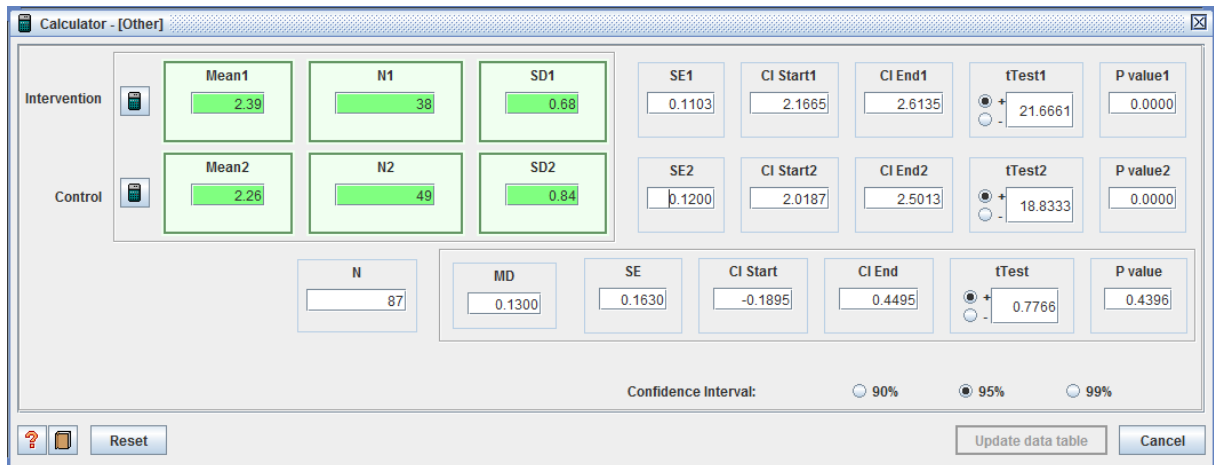 Calculator - [Other]
Mean1 N1 SD1 SE1 CI Start1 CI End1 tTest1 P value1
Intervention 2.39 38 0.68 0.1103 2.1665 2.6135 + - 21.6661 0.0000
Mean2 N2 SD2 SE2 CI Start2 CI End2 tTest2 P value2
Control 2.26 49 0.84 0.1200 2.0187 2.5013 + - 18.8333 0.0000
N MD SE CI Start CI End tTest P value
87 0.1300 0.1630 -0.1895 0.4495 + - 0.7766 0.4396
Confidence Interval: 90% 95% 99%
? Reset Update data table Cancel